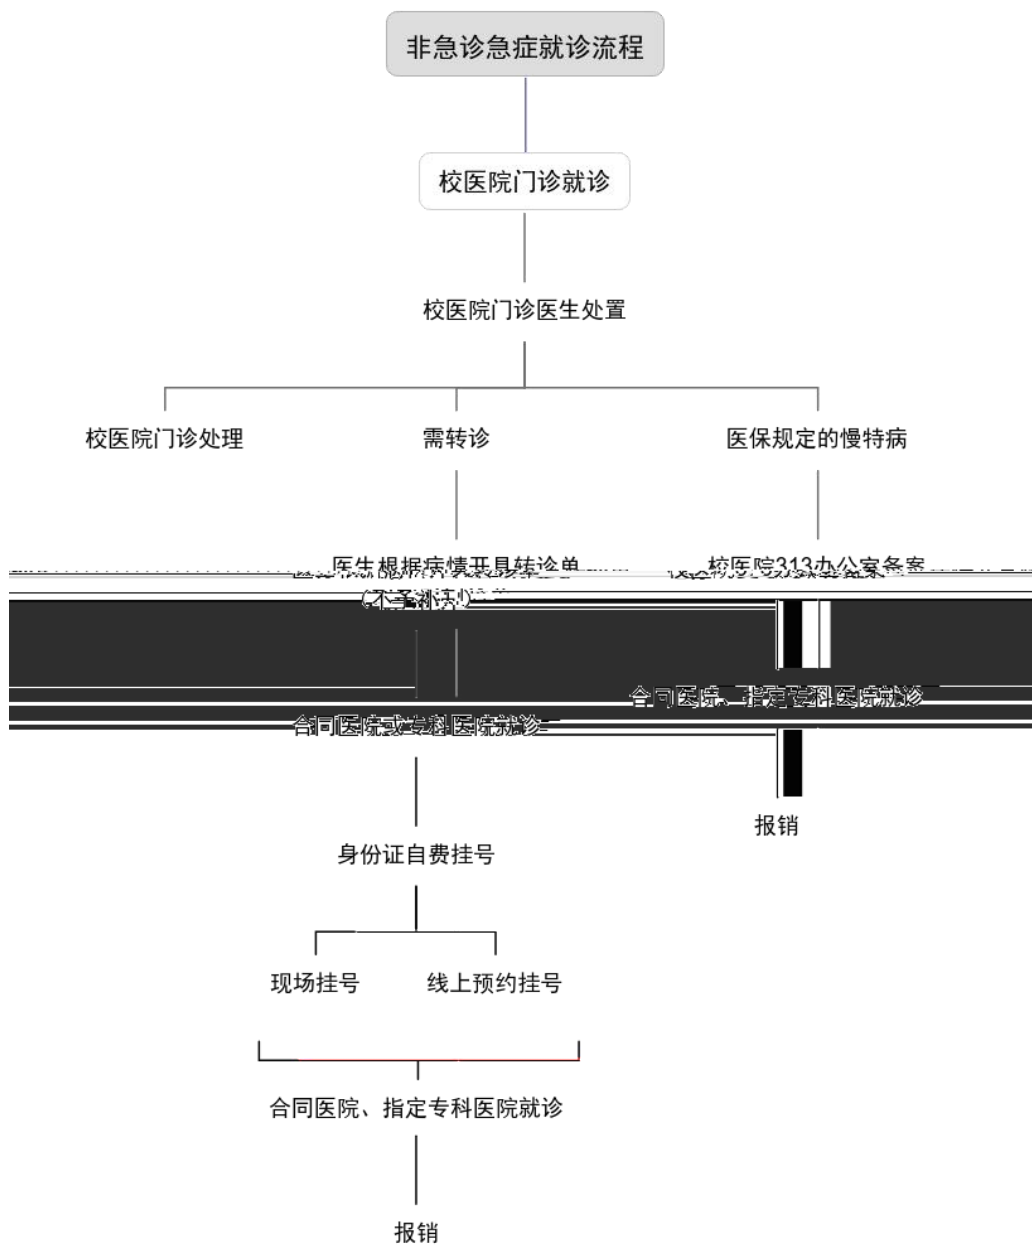 非急诊急症就诊流程
校医院门诊就诊
校医院门诊医生处置
校医院门诊处理
需转诊
医保规定的慢特病
医生根据病情开具转诊单
校医院313办公室备案
(不予补)
合同医院、指定专科医院就诊
合同医院或专科医院就诊
报销
身份证自费挂号
现场挂号
线上预约挂号
合同医院、指定专科医院就诊
报销